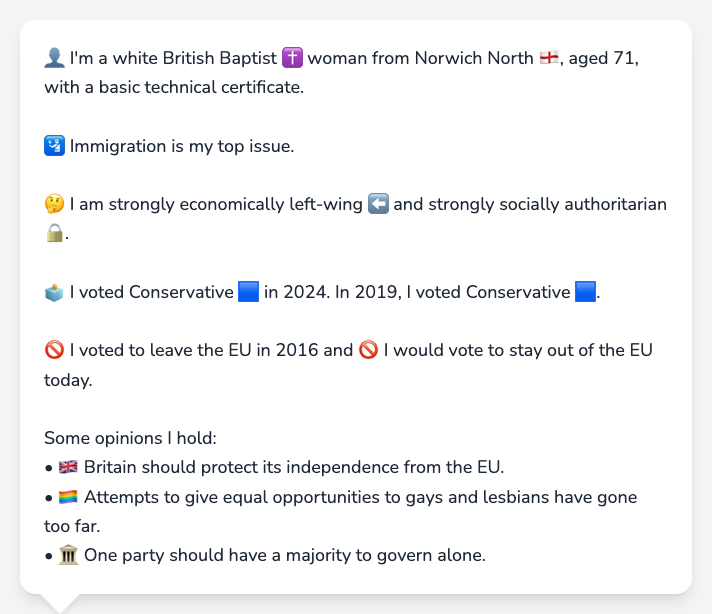 👤 I'm a white British Baptist ✝️ woman from Norwich North 🏴󠁧󠁢󠁥󠁮󠁧󠁿, aged 71,
with a basic technical certificate.
🛂 Immigration is my top issue.
🤔 I am strongly economically left-wing ⬅️ and strongly socially authoritarian
🔒.
🗳️ I voted Conservative 🟦 in 2024. In 2019, I voted Conservative 🟦.
🚫 I voted to leave the EU in 2016 and 🚫 I would vote to stay out of the EU
today.
Some opinions I hold:
• 🇬🇧 Britain should protect its independence from the EU.
• 🏳️‍🌈 Attempts to give equal opportunities to gays and lesbians have gone
too far.
• 🏛️ One party should have a majority to govern alone.